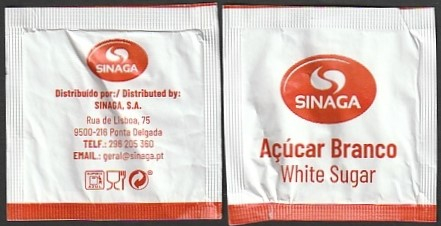 SINAGA
Distribuído por:/ Distributed by:
SINAGA, S.A.
Rua de Lisboa, 75
9500-216 Ponta Delgada
TELF.: 296 205 360
EMAIL.: geral@sinaga.pt
SINAGA
Açúcar Branco
White Sugar